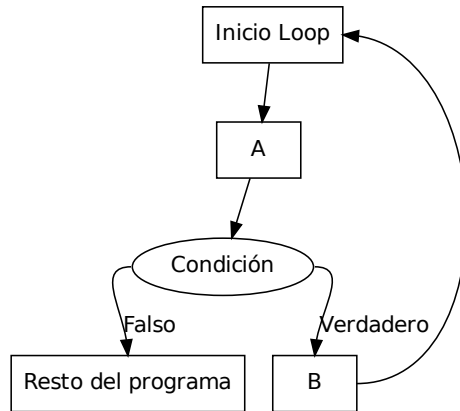 Inicio Loop
A
Condición
Falso
Verdadero
Resto del programa
B